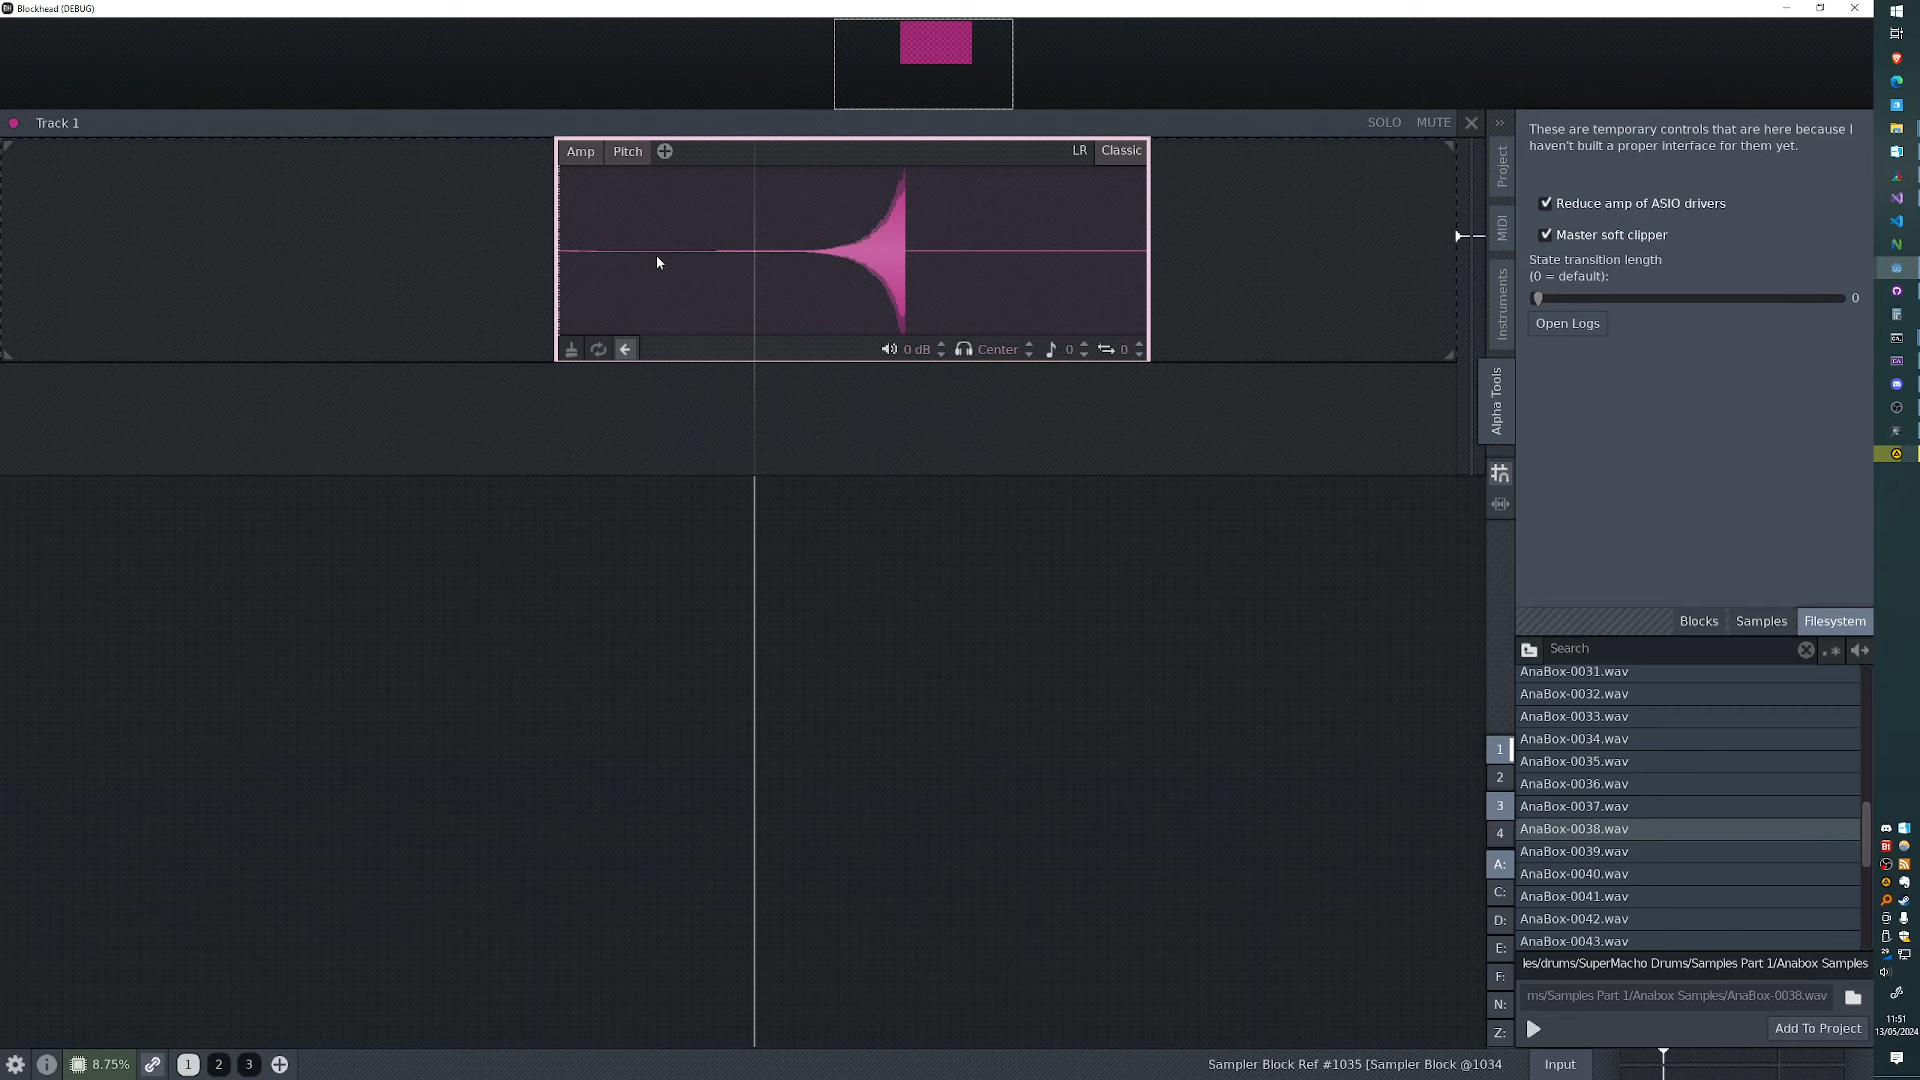 Blockhead (DEBUG)
Track 1
SOLO
MUTE
Amp
Pitch
LR
Classic
0 dB
Center
0
0
Project
MIDI
Instruments
Alpha Tools
These are temporary controls that are here because I
haven't built a proper interface for them yet.
Reduce amp of ASIO drivers
Master soft clipper
State transition length
(0 = default):
0
Open Logs
Blocks
Samples
Filesystem
Search
AnaBox-0031.wav
AnaBox-0032.wav
AnaBox-0033.wav
AnaBox-0034.wav
AnaBox-0035.wav
AnaBox-0036.wav
AnaBox-0037.wav
AnaBox-0038.wav
AnaBox-0039.wav
AnaBox-0040.wav
AnaBox-0041.wav
AnaBox-0042.wav
AnaBox-0043.wav
1
2
3
4
A:
C:
D:
E:
F:
N:
Z:
les/drums/SuperMacho Drums/Samples Part 1/Anabox Samples
ms/Samples Part 1/Anabox Samples/AnaBox-0038.wav
Add To Project
8.75%
1
2
3
Sampler Block Ref #1035 [Sampler Block @1034
Input
11:51
13/05/2024